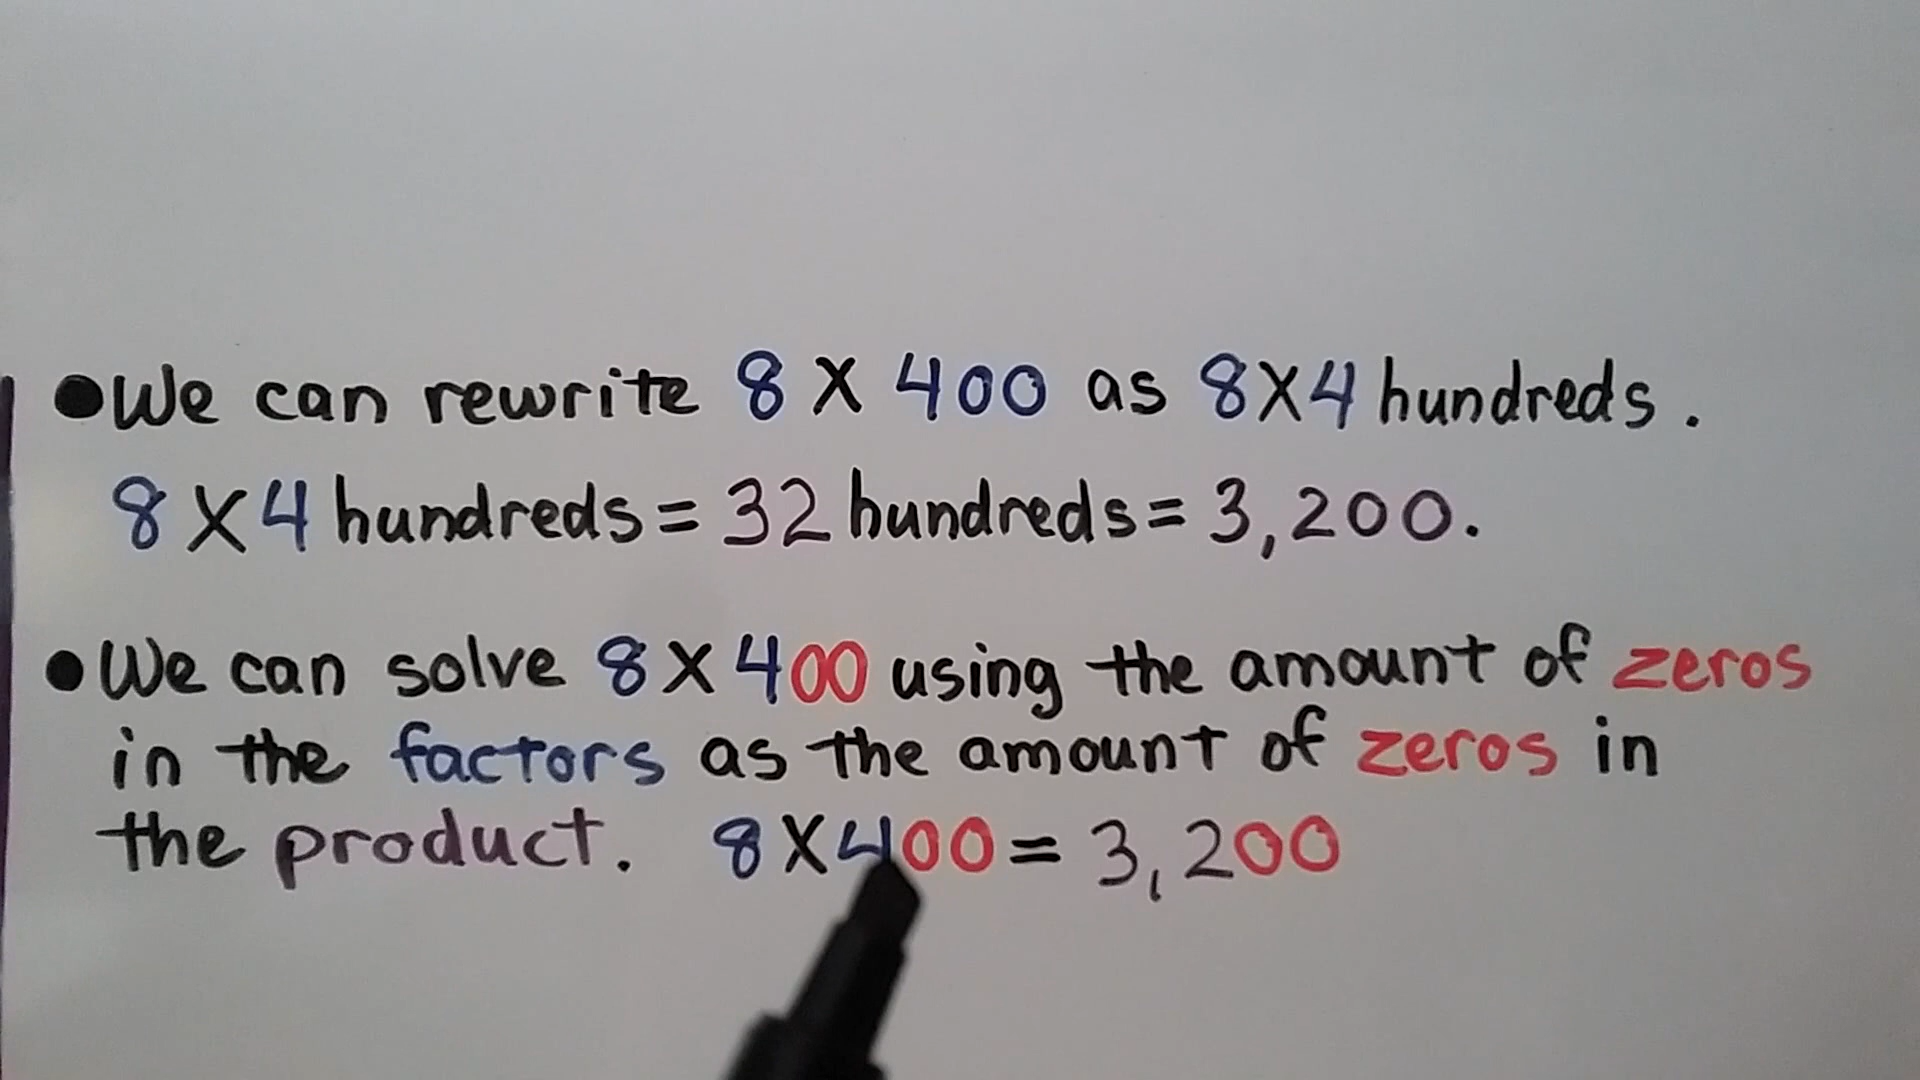 ●We can rewrite 8 X 400 as 8X4 hundreds.
8 X 4 hundreds = 32 hundreds = 3,200.
●We can solve 8 X 400 using the amount of zeros
in the factors as the amount of zeros in
the product. 8 X 400 = 3,200